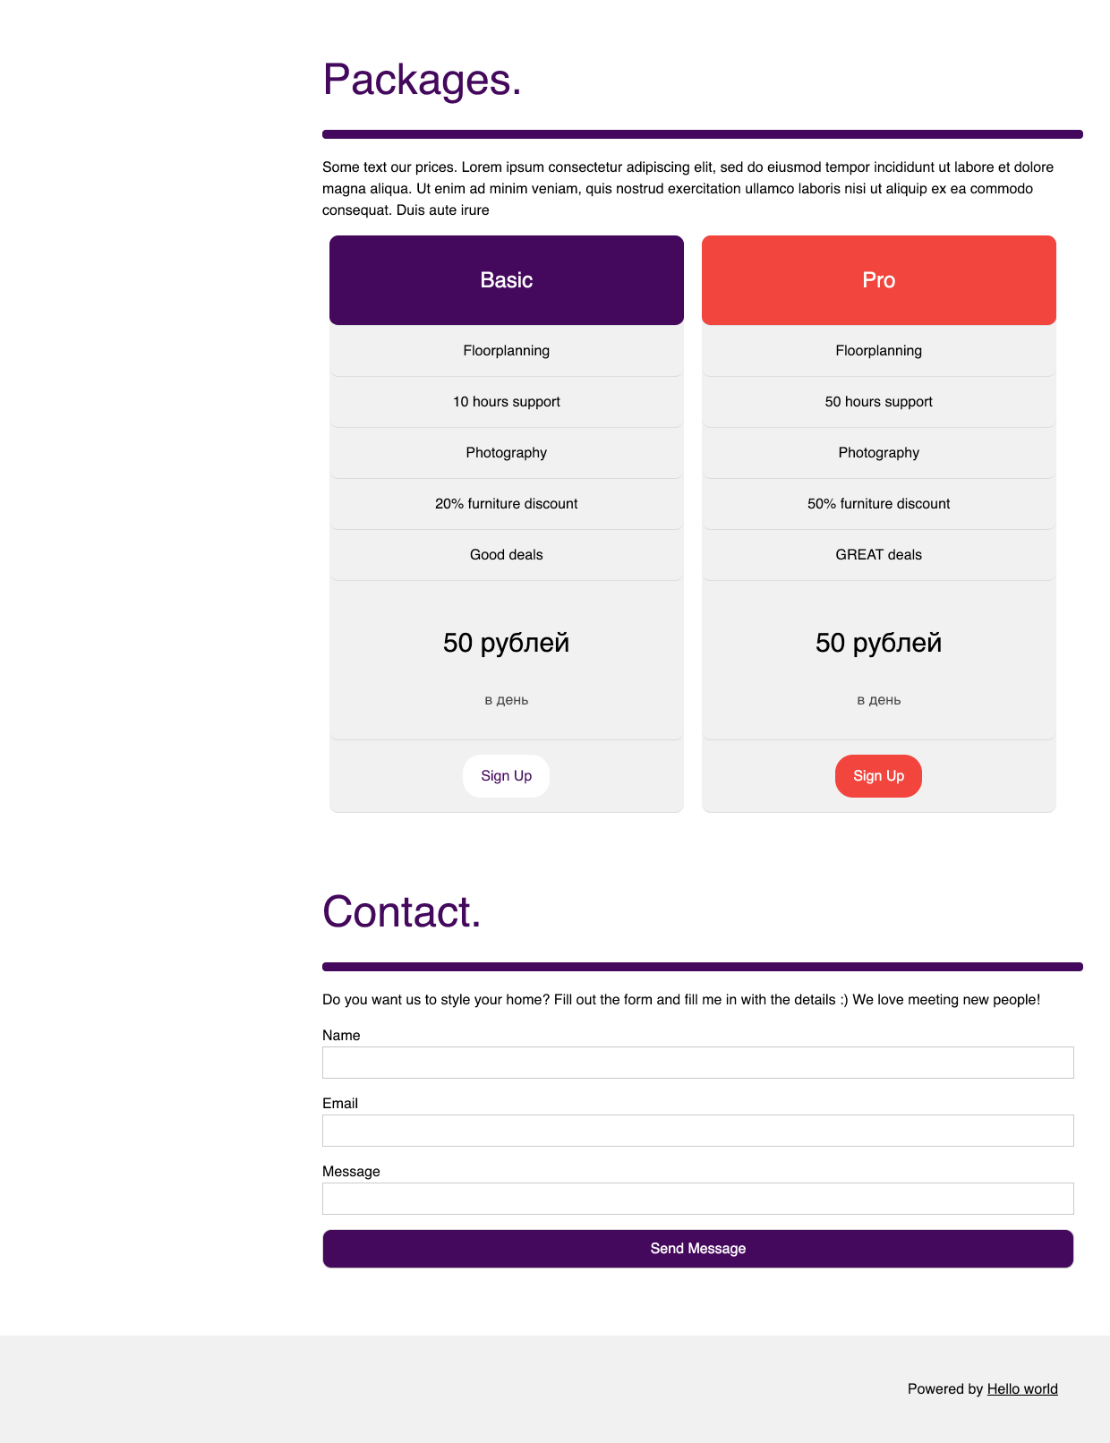 Packages.
Some text our prices. Lorem ipsum consectetur adipiscing elit, sed do eiusmod tempor incididunt ut labore et dolore
magna aliqua. Ut enim ad minim veniam, quis nostrud exercitation ullamco laboris nisi ut aliquip ex ea commodo
consequat. Duis aute irure
Basic
Floorplanning
10 hours support
Photography
20% furniture discount
Good deals
50 рублей
в день
Sign Up
Pro
Floorplanning
50 hours support
Photography
50% furniture discount
GREAT deals
50 рублей
в день
Sign Up
Contact.
Do you want us to style your home? Fill out the form and fill me in with the details :) We love meeting new people!
Name
Email
Message
Send Message
Powered by Hello world